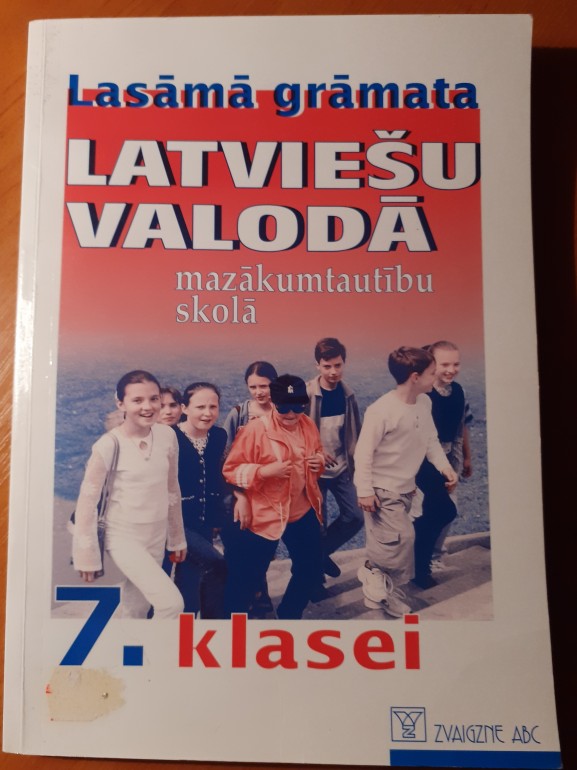 Lasāmā grāmata
LATVIEŠU
VALODĀ
mazākumtautību
skolā
7. klasei
ZVAIGZNE ABC